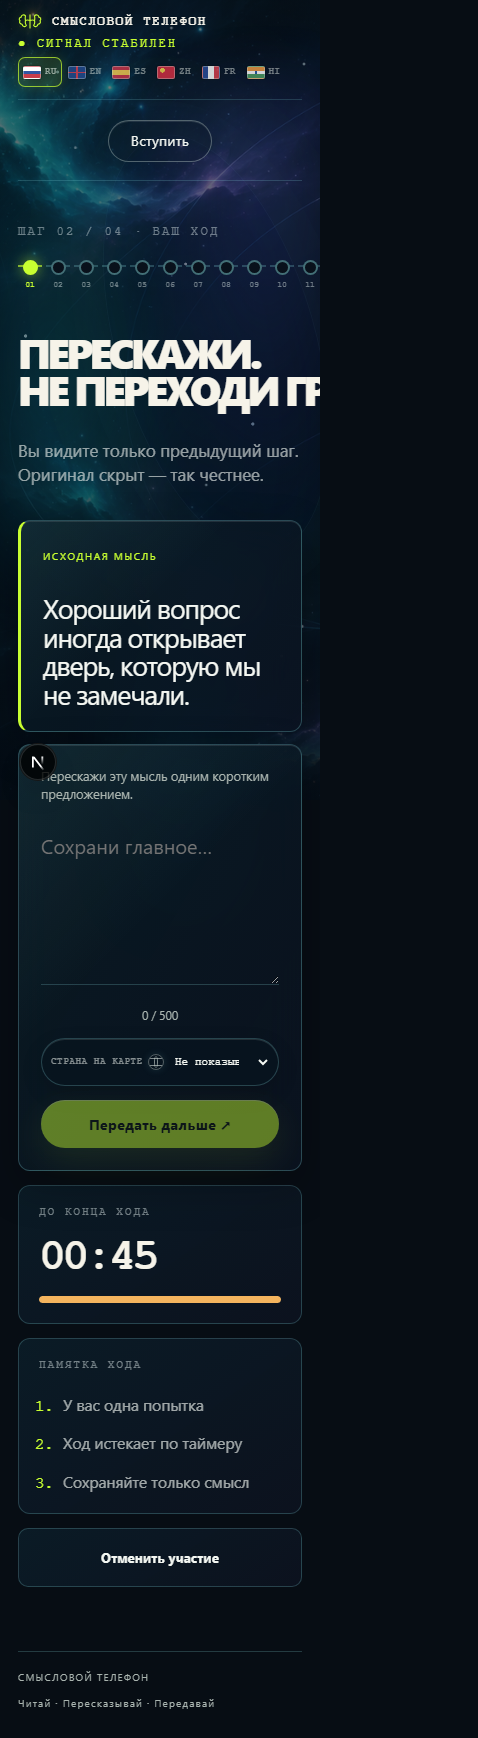 СМЫСЛОВОЙ ТЕЛЕФОН
● СИГНАЛ СТАБИЛЕН
RU EN ES ZH FR HI
Вступить
ШАГ 02 / 04 · ВАШ ХОД
01 02 03 04 05 06 07 08 09 10 11
ПЕРЕСКАЖИ.
НЕ ПЕРЕХОДИ ГР
Вы видите только предыдущий шаг.
Оригинал скрыт — так честнее.
ИСХОДНАЯ МЫСЛЬ
Хороший вопрос
иногда открывает
дверь, которую мы
не замечали.
N
Перескажи эту мысль одним коротким
предложением.
Сохрани главное...
0 / 500
СТРАНА НА КАРТЕ Не показыв
Передать дальше ↗
ДО КОНЦА ХОДА
00:45
ПАМЯТКА ХОДА
1. У вас одна попытка
2. Ход истекает по таймеру
3. Сохраняйте только смысл
Отменить участие
СМЫСЛОВОЙ ТЕЛЕФОН
Читай · Пересказывай · Передавай